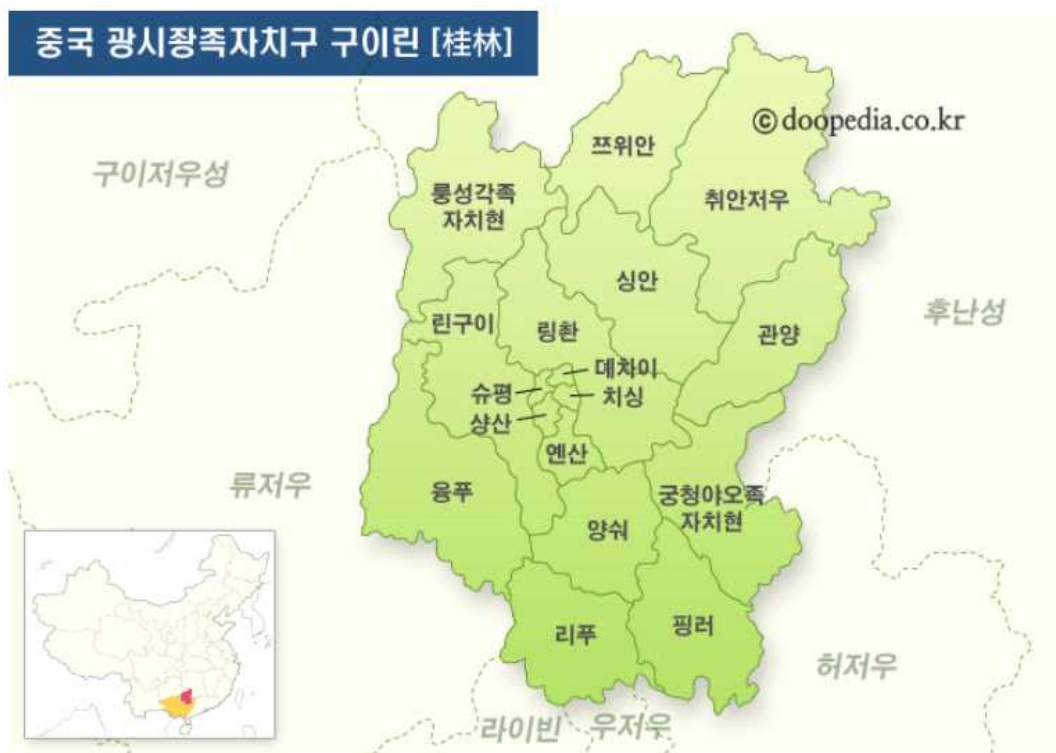 중국 광시좡족자치구 구이린 [桂林]
©doopedia.co.kr
쯔위안
구이저우성
룽성각족
자치현
취안저우
싱안
후난성
린구이
링촨
관양
뎨차이
슈펑
치싱
샹산
옌산
류저우
융푸
궁청야오족
자치현
양숴
리푸
핑러
허저우
라이빈
우저우